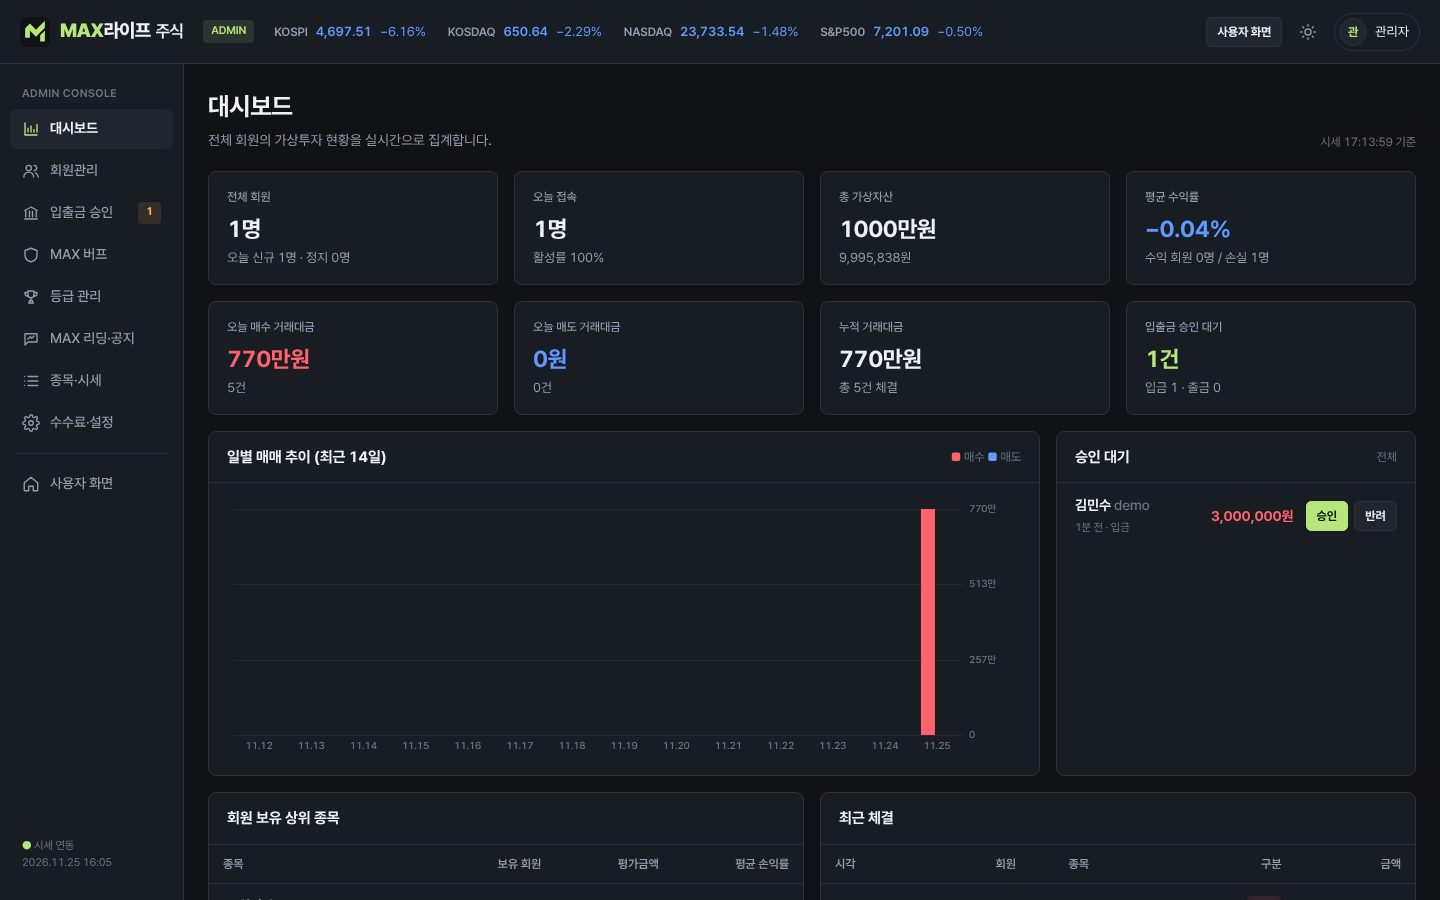 MAX라이프 주식 ADMIN KOSPI 4,697.51 −6.16% KOSDAQ 650.64 −2.29% NASDAQ 23,733.54 −1.48% S&P500 7,201.09 −0.50% 사용자 화면 관 관리자
ADMIN CONSOLE
대시보드
회원관리
입출금 승인 1
MAX 버프
등급 관리
MAX 리딩·공지
종목·시세
수수료·설정
사용자 화면
시세 연동
2026.11.25 16:05
대시보드
전체 회원의 가상투자 현황을 실시간으로 집계합니다.
시세 17:13:59 기준
전체 회원
1명
오늘 신규 1명 · 정지 0명
오늘 접속
1명
활성률 100%
총 가상자산
1000만원
9,995,838원
평균 수익률
−0.04%
수익 회원 0명 / 손실 1명
오늘 매수 거래대금
770만원
5건
오늘 매도 거래대금
0원
0건
누적 거래대금
770만원
총 5건 체결
입출금 승인 대기
1건
입금 1 · 출금 0
일별 매매 추이 (최근 14일)
매수 매도
770만
513만
257만
0
11.12 11.13 11.14 11.15 11.16 11.17 11.18 11.19 11.20 11.21 11.22 11.23 11.24 11.25
승인 대기 전체
김민수 demo
1분 전 · 입금
3,000,000원 승인 반려
회원 보유 상위 종목
종목 보유 회원 평가금액 평균 손익률
최근 체결
시각 회원 종목 구분 금액